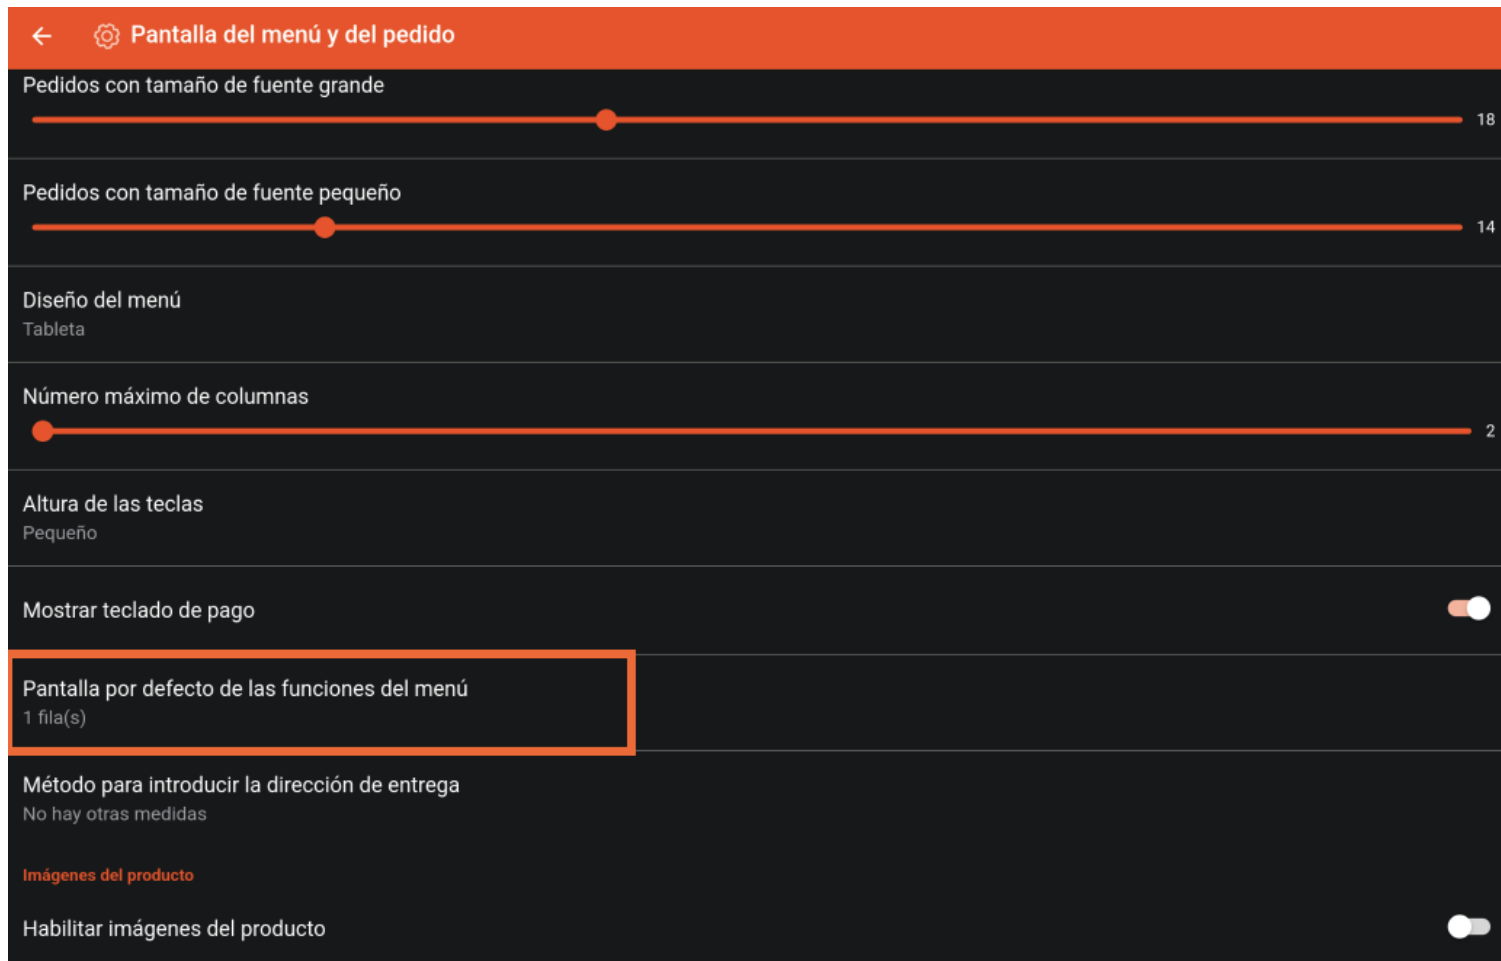 Pantalla del menú y del pedido
Pedidos con tamaño de fuente grande
18
Pedidos con tamaño de fuente pequeño
14
Diseño del menú
Tableta
Número máximo de columnas
2
Altura de las teclas
Pequeño
Mostrar teclado de pago
Pantalla por defecto de las funciones del menú
1 fila(s)
Método para introducir la dirección de entrega
No hay otras medidas
Imágenes del producto
Habilitar imágenes del producto